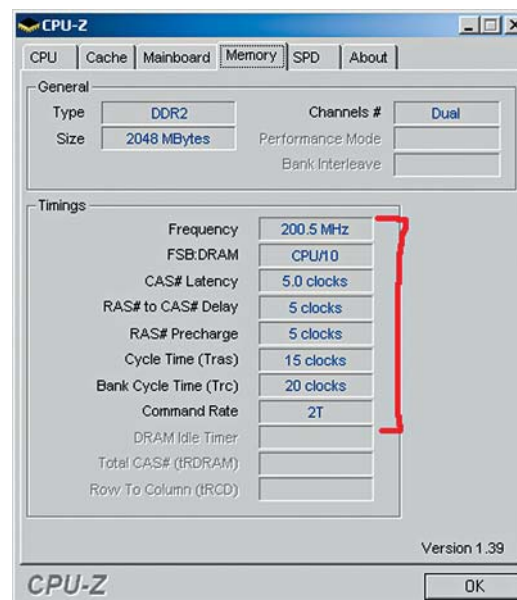 CPU-Z
CPU Cache Mainboard Memory SPD About
General
Type DDR2 Channels # Dual
Size 2048 MBytes Performance Mode
Bank Interleave
Timings
Frequency 200.5 MHz
FSB:DRAM CPU/10
CAS# Latency 5.0 clocks
RAS# to CAS# Delay 5 clocks
RAS# Precharge 5 clocks
Cycle Time (Tras) 15 clocks
Bank Cycle Time (Trc) 20 clocks
Command Rate 2T
DRAM Idle Timer
Total CAS# (tRDRAM)
Row To Column (tRCD)
Version 1.39
CPU-Z OK